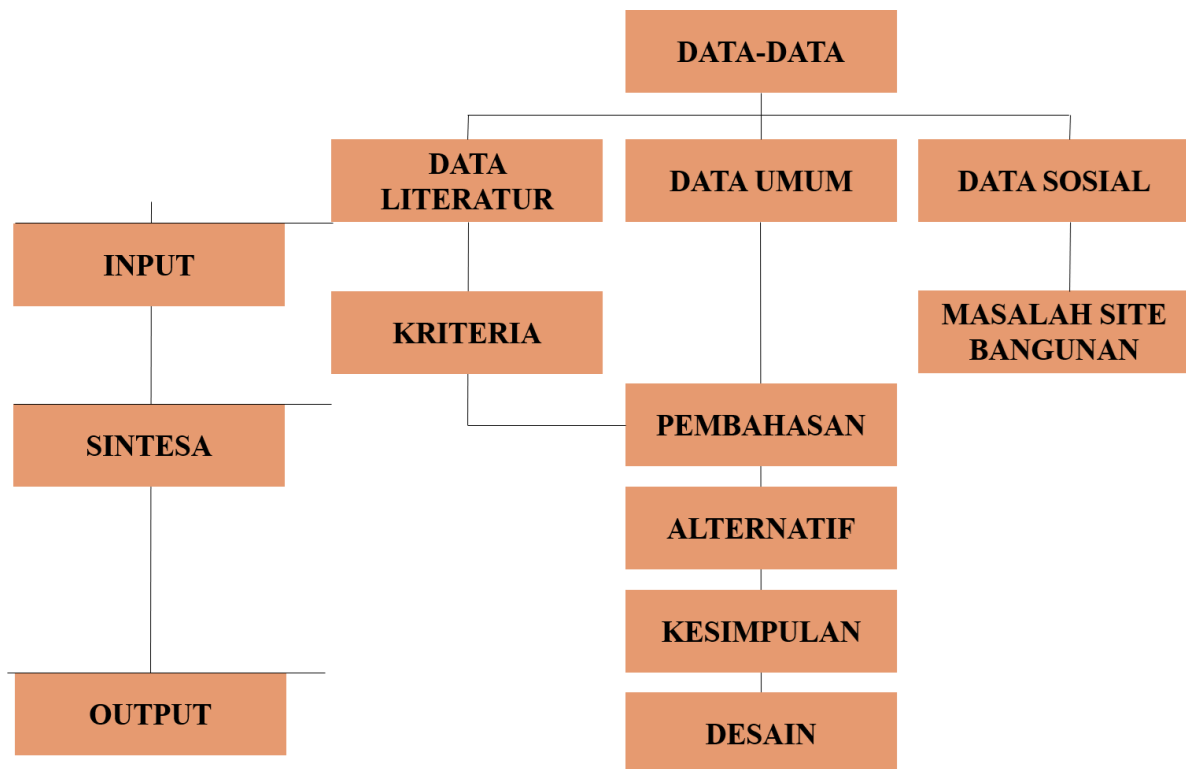 DATA-DATA
DATA
LITERATUR
DATA UMUM
DATA SOSIAL
INPUT
KRITERIA
MASALAH SITE
BANGUNAN
SINTESA
PEMBAHASAN
ALTERNATIF
KESIMPULAN
OUTPUT
DESAIN